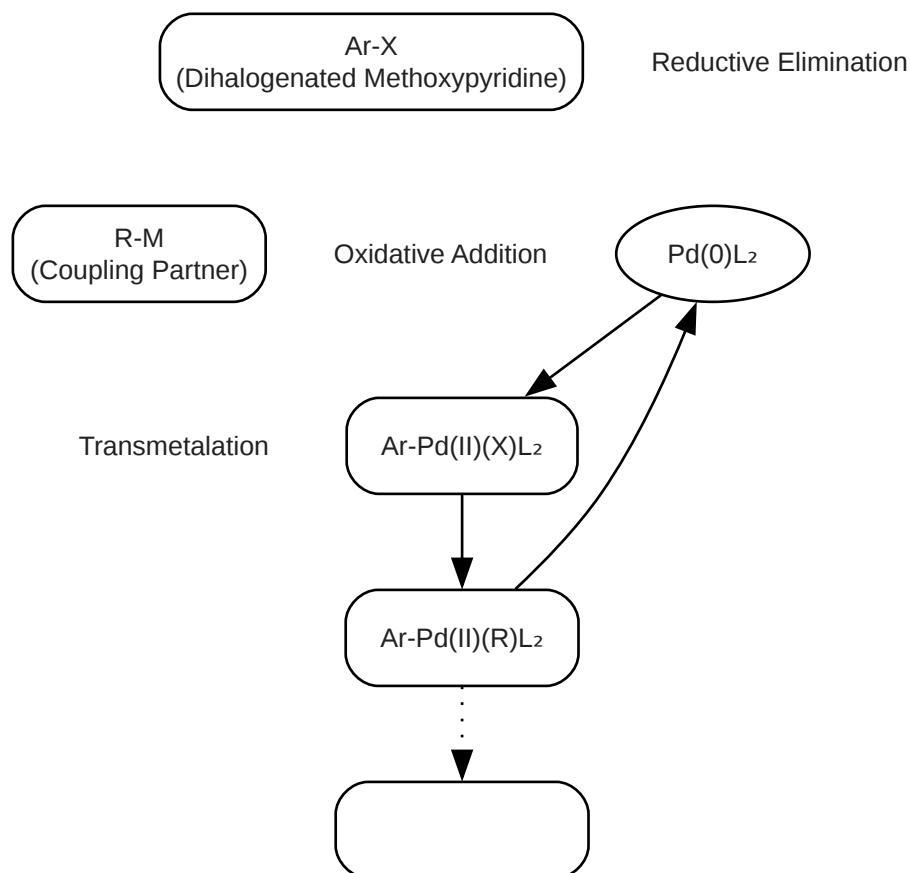 Ar-X
(Dihalogenated Methoxypyridine)
Reductive Elimination
R-M
(Coupling Partner)
Oxidative Addition
Pd(0)L₂
Transmetalation
Ar-Pd(II)(X)L₂
Ar-Pd(II)(R)L₂